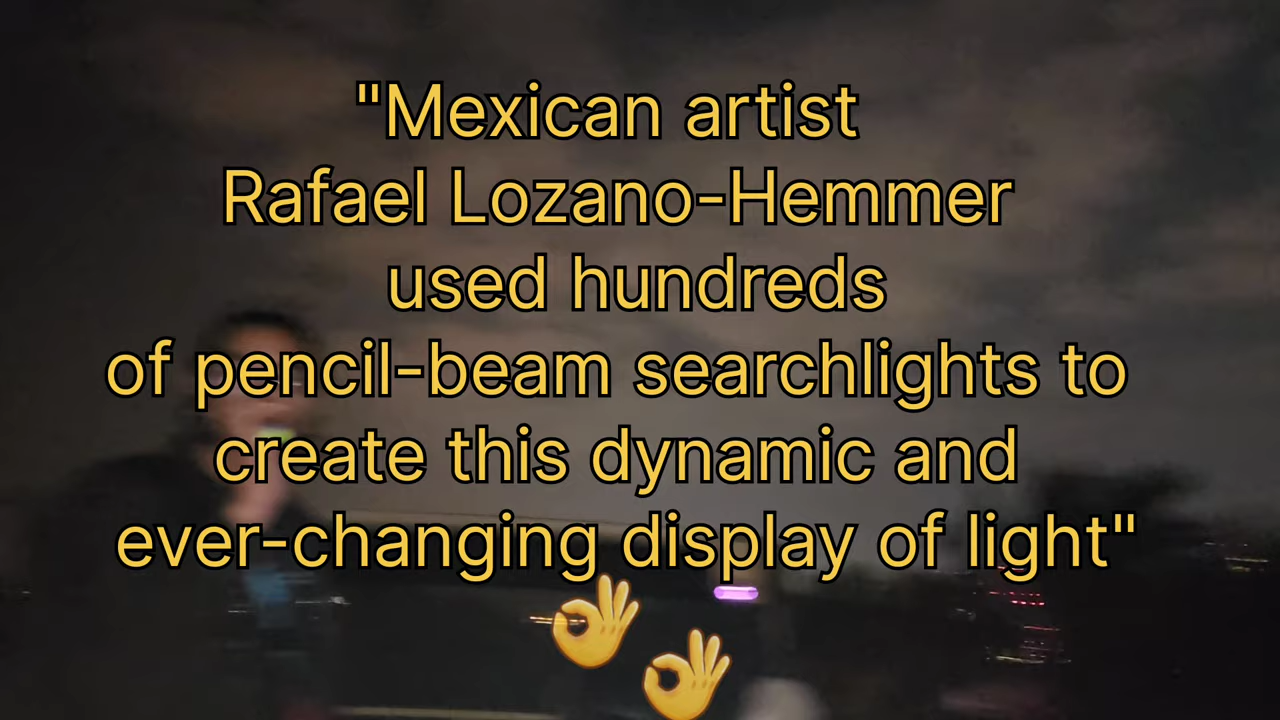 "Mexican artist
Rafael Lozano-Hemmer
used hundreds
of pencil-beam searchlights to
create this dynamic and
ever-changing display of light"
👌
👌